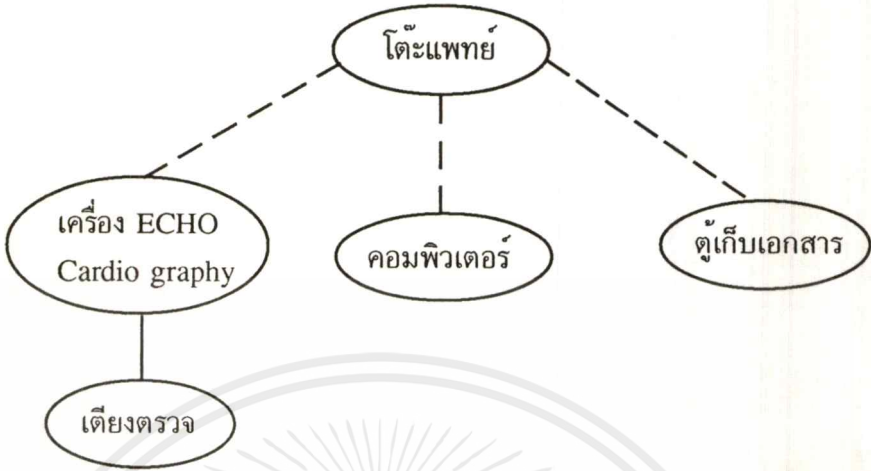 โต๊ะแพทย์
เครื่อง ECHO
Cardio graphy
คอมพิวเตอร์
ตู้เก็บเอกสาร
เตียงตรวจ